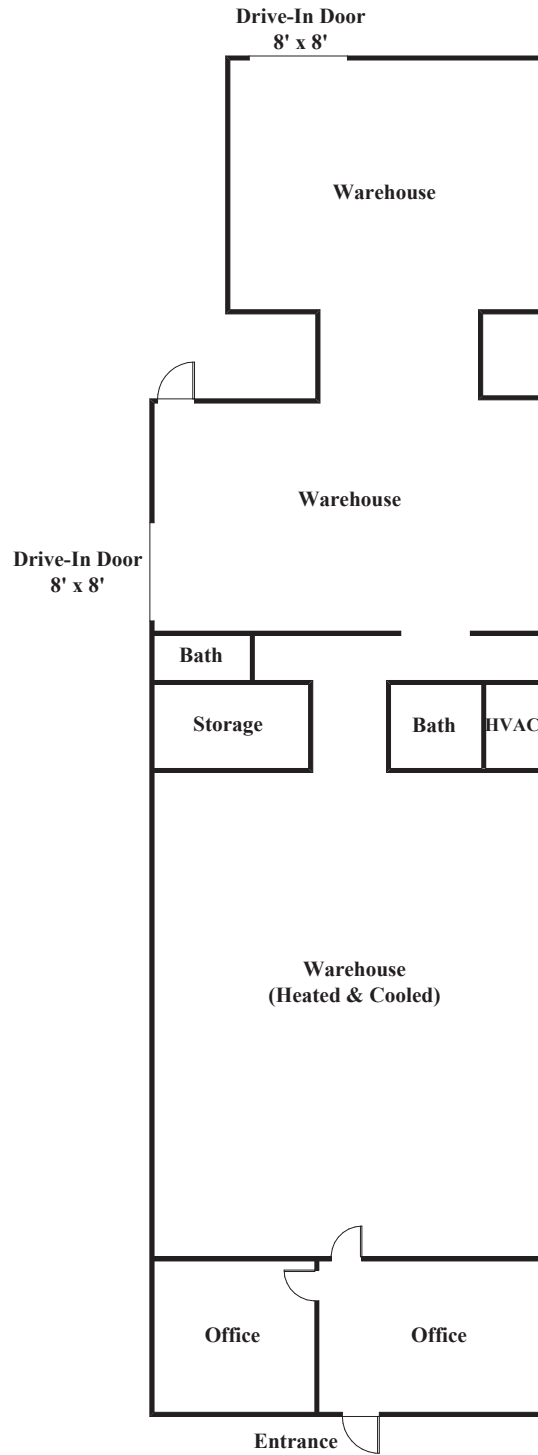 Drive-In Door
8' x 8'
Warehouse
Warehouse
Drive-In Door
8' x 8'
Bath
Storage
Bath
HVAC
Warehouse
(Heated & Cooled)
Office
Office
Entrance